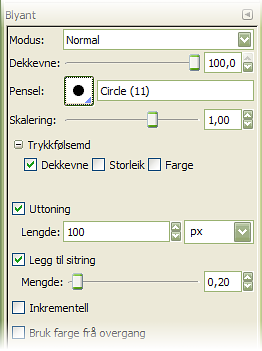 Blyant
Modus: Normal
Dekkevne: 100,0
Pensel: Circle (11)
Skalering: 1,00
Trykkfølsemd
Dekkevne Storleik Farge
Uttoning
Lengde: 100 px
Legg til sitring
Mengde: 0,20
Inkrementell
Bruk farge frå overgang